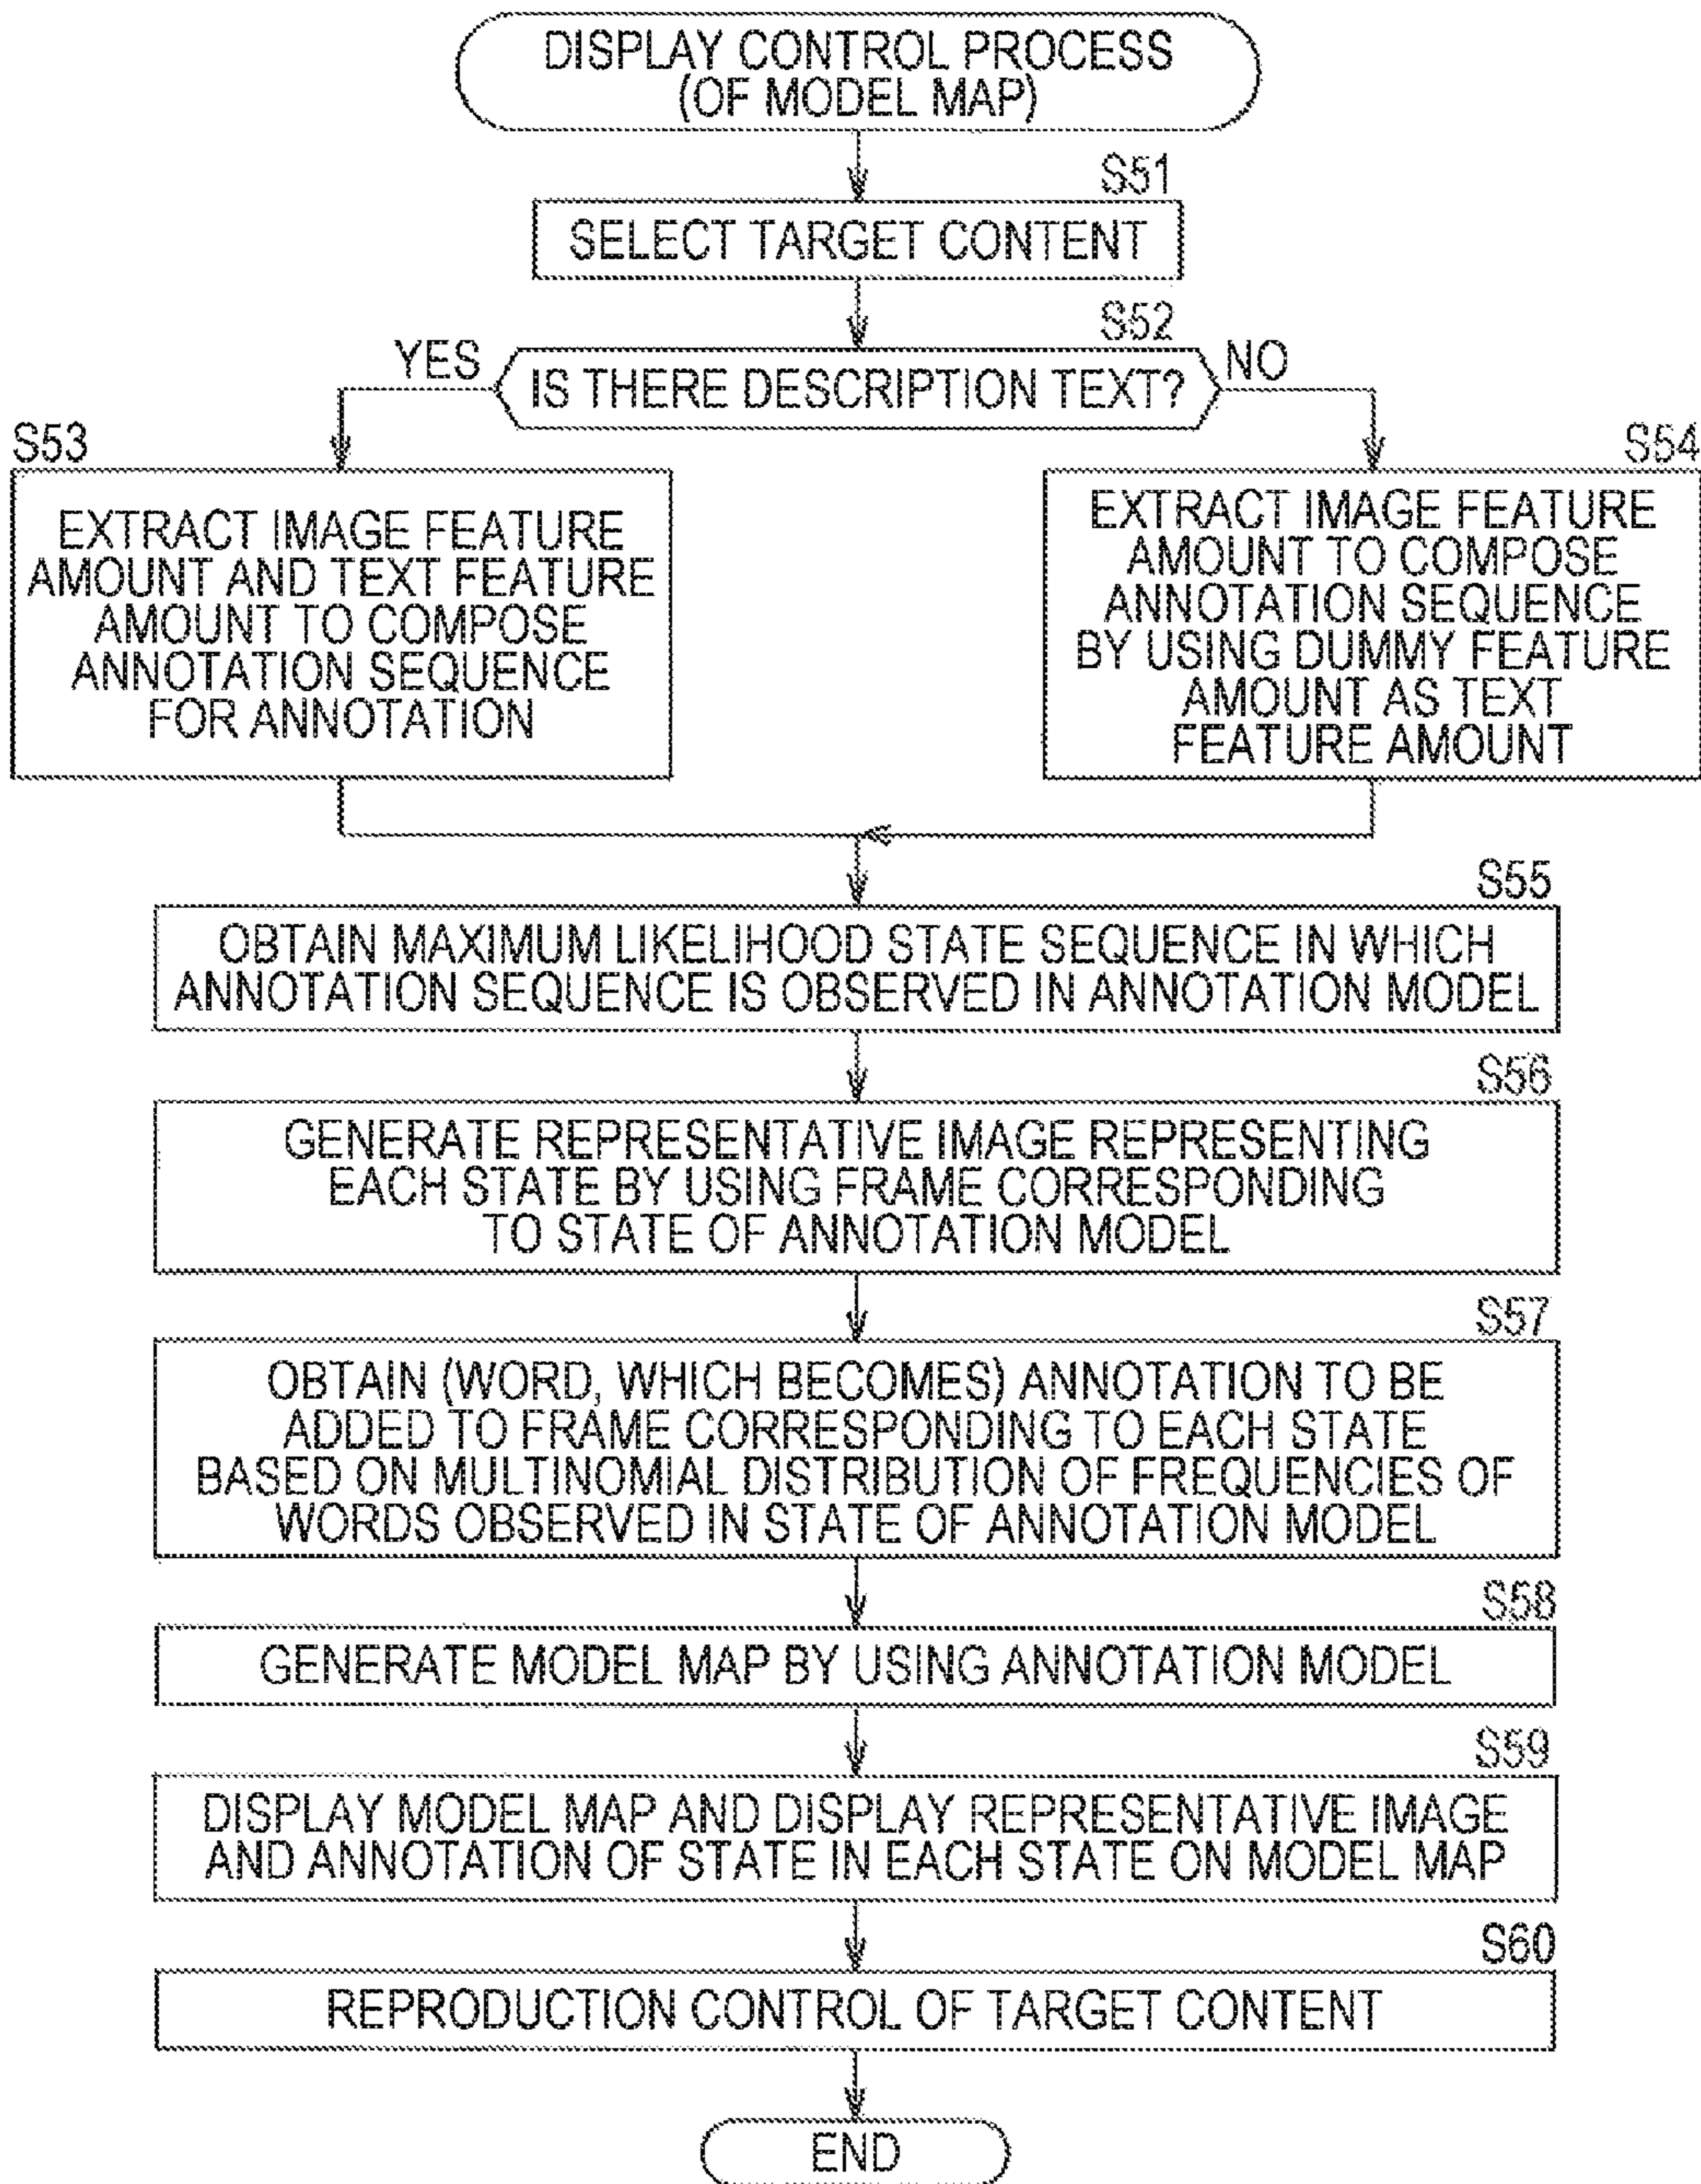 DISPLAY CONTROL PROCESS
(OF MODEL MAP)
S51
SELECT TARGET CONTENT
S52
YES
IS THERE DESCRIPTION TEXT?
NO
S53
EXTRACT IMAGE FEATURE
AMOUNT AND TEXT FEATURE
AMOUNT TO COMPOSE
ANNOTATION SEQUENCE
FOR ANNOTATION
S54
EXTRACT IMAGE FEATURE
AMOUNT TO COMPOSE
ANNOTATION SEQUENCE
BY USING DUMMY FEATURE
AMOUNT AS TEXT
FEATURE AMOUNT
S55
OBTAIN MAXIMUM LIKELIHOOD STATE SEQUENCE IN WHICH
ANNOTATION SEQUENCE IS OBSERVED IN ANNOTATION MODEL
S56
GENERATE REPRESENTATIVE IMAGE REPRESENTING
EACH STATE BY USING FRAME CORRESPONDING
TO STATE OF ANNOTATION MODEL
S57
OBTAIN (WORD, WHICH BECOMES) ANNOTATION TO BE
ADDED TO FRAME CORRESPONDING TO EACH STATE
BASED ON MULTINOMIAL DISTRIBUTION OF FREQUENCIES OF
WORDS OBSERVED IN STATE OF ANNOTATION MODEL
S58
GENERATE MODEL MAP BY USING ANNOTATION MODEL
S59
DISPLAY MODEL MAP AND DISPLAY REPRESENTATIVE IMAGE
AND ANNOTATION OF STATE IN EACH STATE ON MODEL MAP
S60
REPRODUCTION CONTROL OF TARGET CONTENT
END